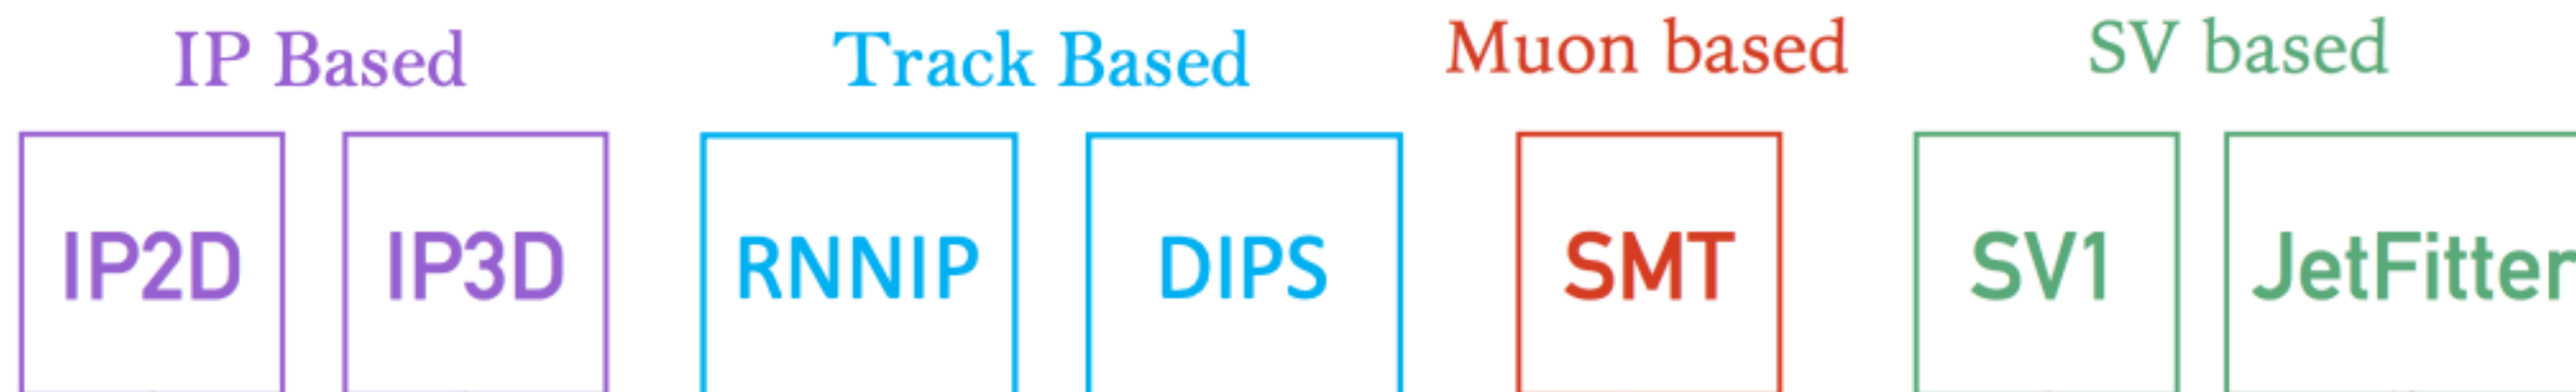 IP Based Track Based Muon based SV based
IP2D IP3D RNNIP DIPS SMT SV1 JetFitter